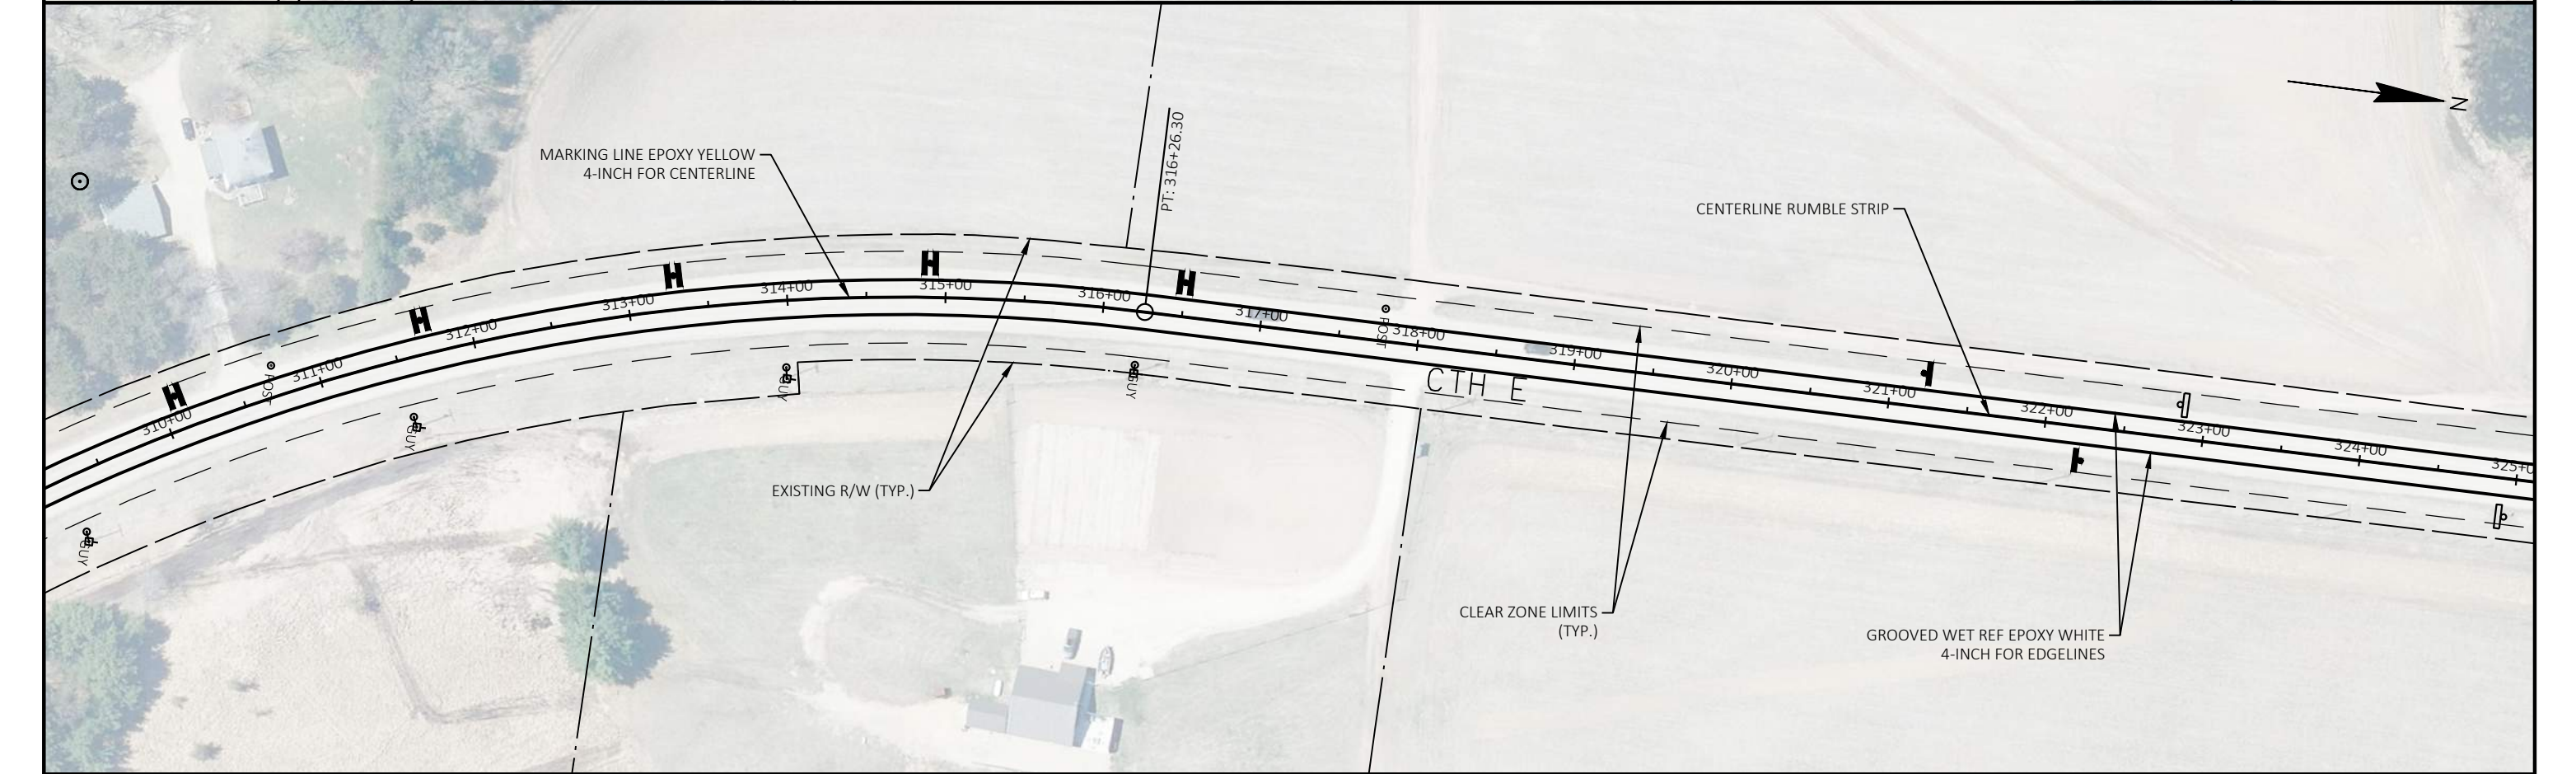 N
PT: 316+26.30
MARKING LINE EPOXY YELLOW
4-INCH FOR CENTERLINE
CENTERLINE RUMBLE STRIP
310+00
311+00
312+00
313+00
314+00
315+00
316+00
317+00
318+00
319+00
320+00
321+00
322+00
323+00
324+00
325+0
POST
POST
GUY
GUY
GUY
GUY
CTH E
EXISTING R/W (TYP.)
CLEAR ZONE LIMITS
(TYP.)
GROOVED WET REF EPOXY WHITE
4-INCH FOR EDGELINES